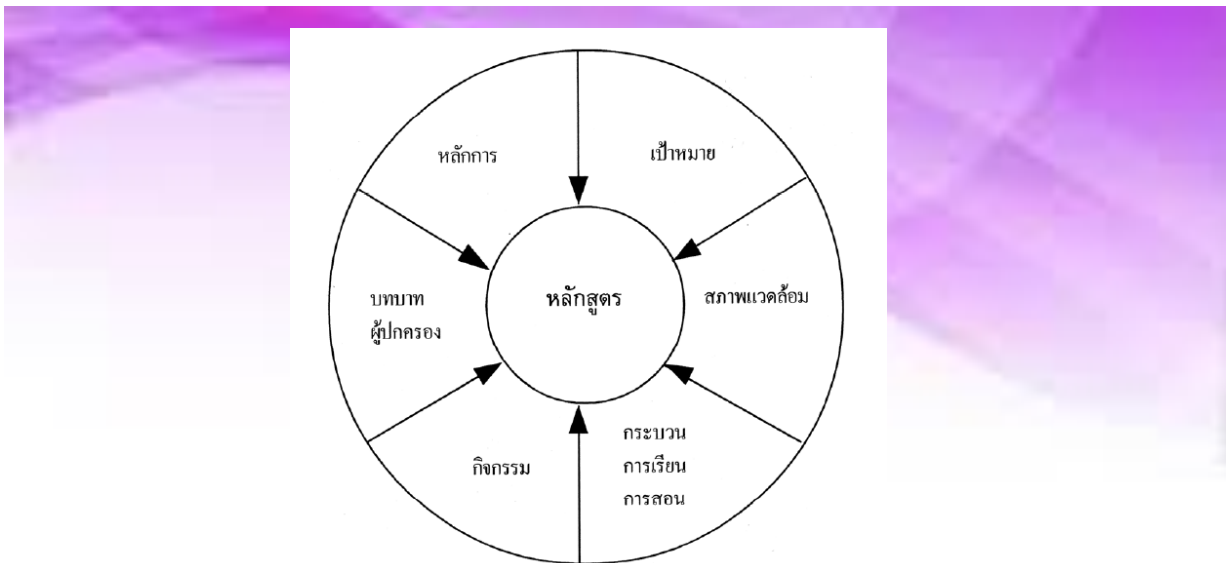 หลักการ
เป้าหมาย
บทบาท
ผู้ปกครอง
หลักสูตร
สภาพแวดล้อม
กิจกรรม
กระบวน
การเรียน
การสอน